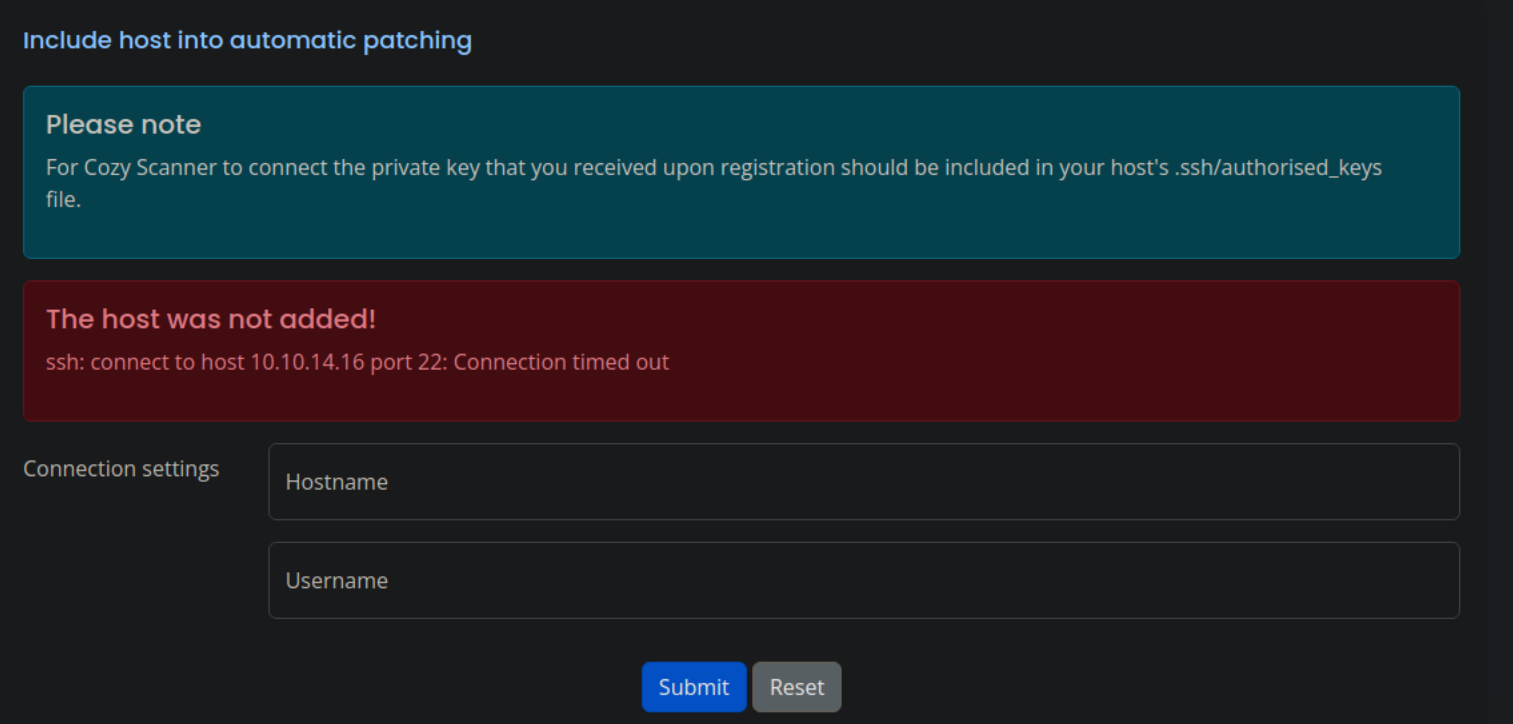 Include host into automatic patching
Please note
For Cozy Scanner to connect the private key that you received upon registration should be included in your host's .ssh/authorised_keys
file.
The host was not added!
ssh: connect to host 10.10.14.16 port 22: Connection timed out
Connection settings
Hostname
Username
Submit Reset